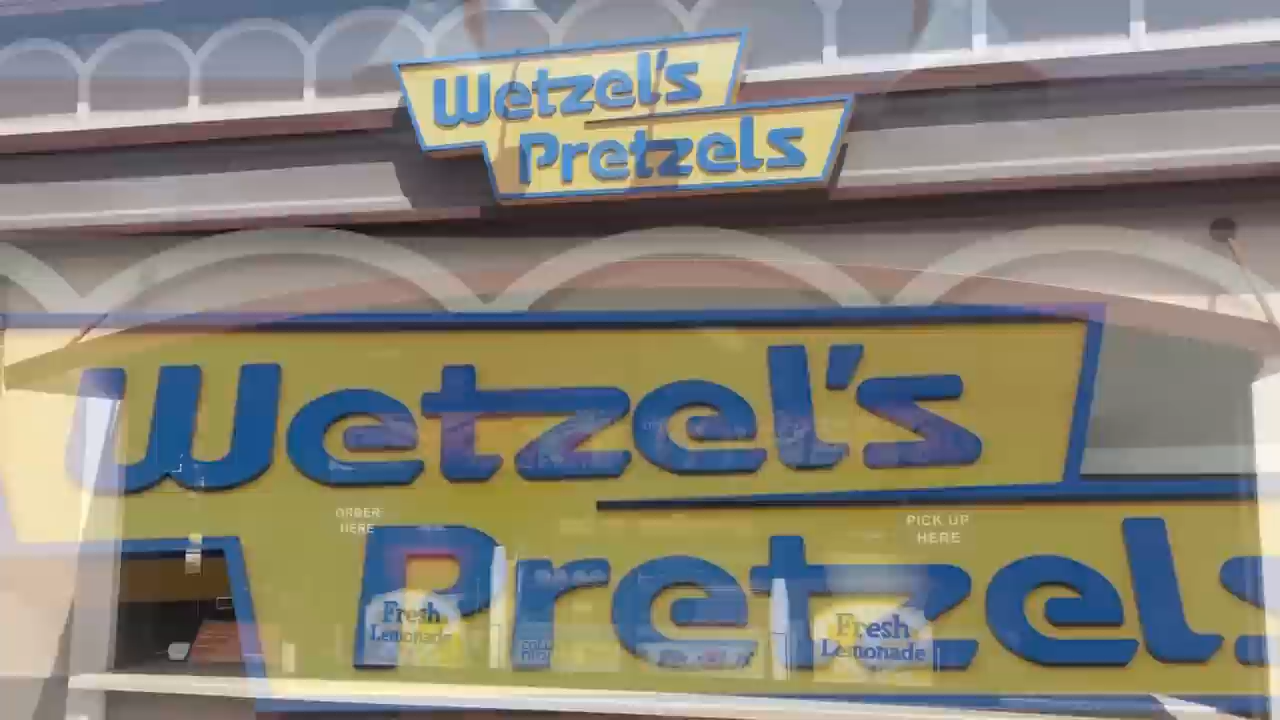 Wetzel's
Pretzels
Wetzel's
Pretzels
ORDER
HERE
PICK UP
HERE
Fresh
Lemonade
Fresh
Lemonade